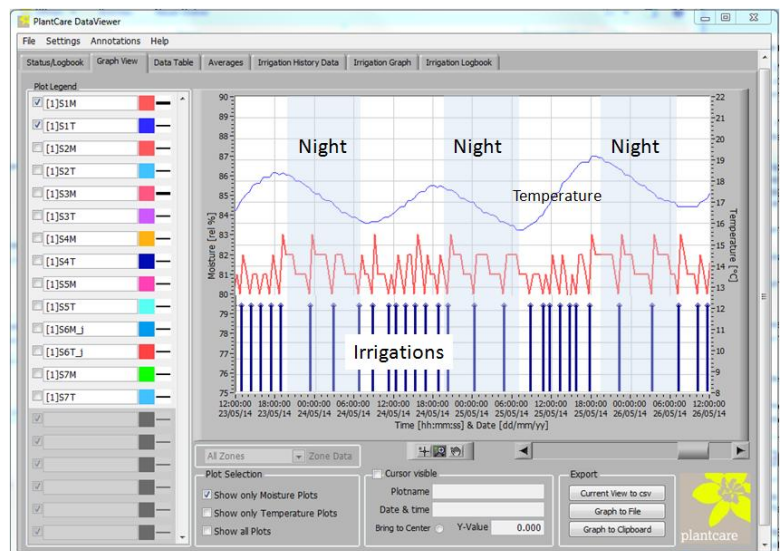 PlantCare DataViewer
File Settings Annotations Help
Status/Logbook Graph View Data Table Averages Irrigation History Data Irrigation Graph Irrigation Logbook
Plot Legend
[1]S1M
[1]S1T
[1]S2M
[1]S2T
[1]S3M
[1]S3T
[1]S4M
[1]S4T
[1]S5M
[1]S5T
[1]S6M_j
[1]S6T_j
[1]S7M
[1]S7T
Moisture [rel %]
90
89
88
87
86
85
84
83
82
81
80
79
78
77
76
75
Night Night Night
Temperature
Irrigations
22
21
20
19
18
17
16
15
14
13
12
11
10
9
8
Temperature [°C]
12:00:00 18:00:00 00:00:00 06:00:00 12:00:00 18:00:00 00:00:00 06:00:00 12:00:00 18:00:00 00:00:00 06:00:00 12:00:00
23/05/14 23/05/14 24/05/14 24/05/14 24/05/14 24/05/14 25/05/14 25/05/14 25/05/14 25/05/14 26/05/14 26/05/14 26/05/14
Time [hh:mm:ss] & Date [dd/mm/yy]
All Zones Zone Data
Plot Selection
Show only Moisture Plots
Show only Temperature Plots
Show all Plots
Cursor visible
Plotname
Date & time
Bring to Center Y-Value 0.000
Export
Current View to csv
Graph to File
Graph to Clipboard
plantcare